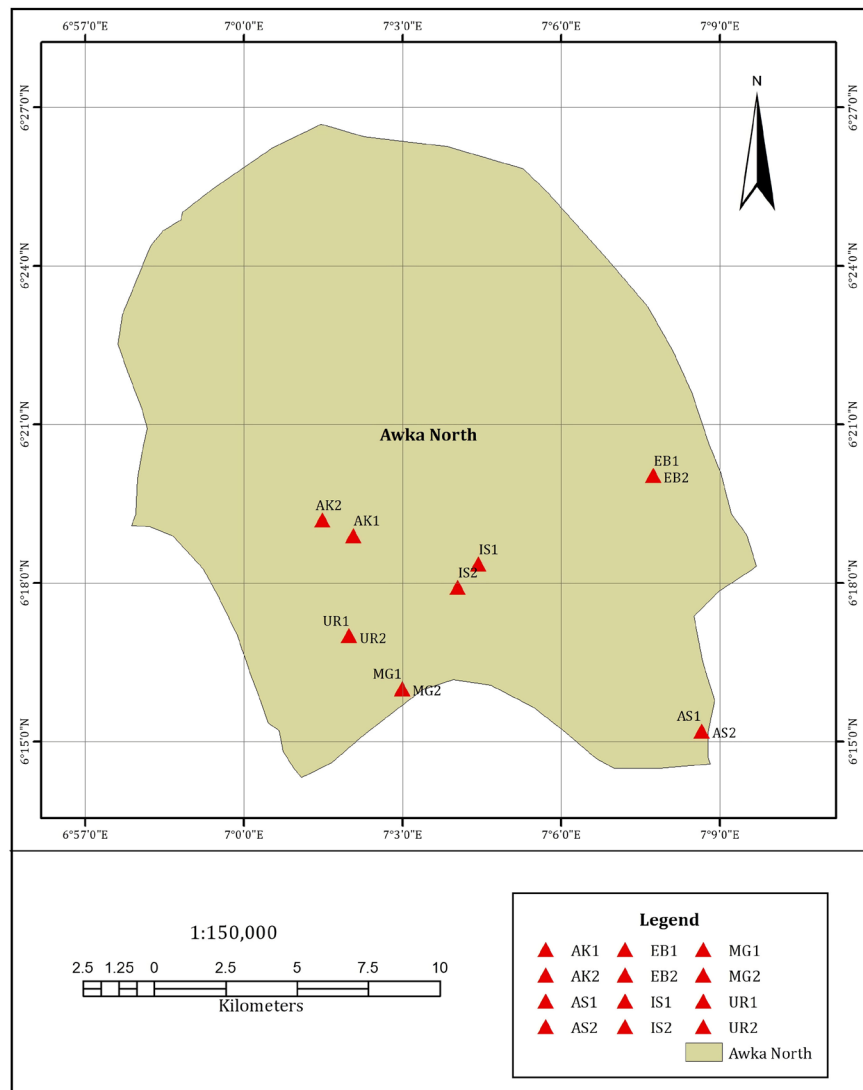 6°57'0"E 7°0'0"E 7°3'0"E 7°6'0"E 7°9'0"E
N
6°27'0"N 6°27'0"N
6°24'0"N 6°24'0"N
6°21'0"N 6°21'0"N
Awka North
EB1
EB2
AK2
AK1
IS1
IS2
6°18'0"N 6°18'0"N
UR1
UR2
MG1
MG2
AS1
AS2
6°15'0"N 6°15'0"N
6°57'0"E 7°0'0"E 7°3'0"E 7°6'0"E 7°9'0"E
1:150,000
2.5 1.25 0 2.5 5 7.5 10
Kilometers
Legend
AK1 EB1 MG1
AK2 EB2 MG2
AS1 IS1 UR1
AS2 IS2 UR2
Awka North